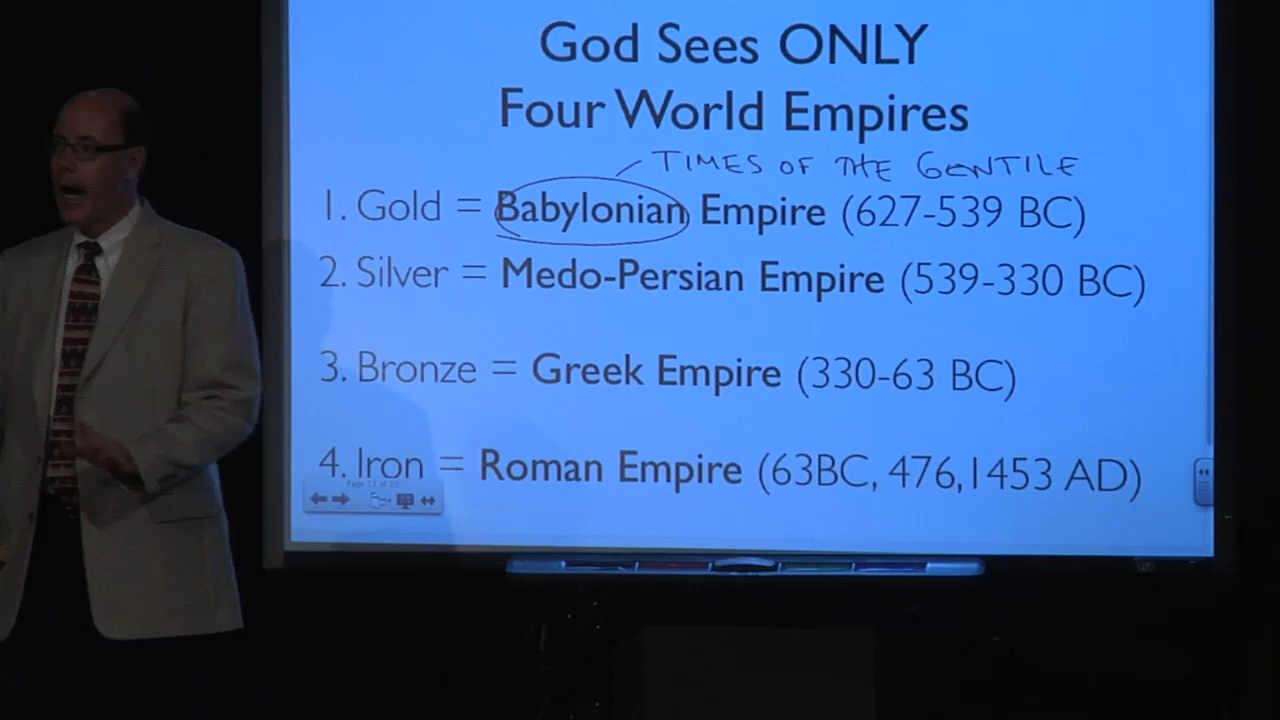 God Sees ONLY
Four World Empires
TIMES OF THE GENTILE
1. Gold = Babylonian Empire (627-539 BC)
2. Silver = Medo-Persian Empire (539-330 BC)
3. Bronze = Greek Empire (330-63 BC)
4. Iron = Roman Empire (63BC, 476,1453 AD)